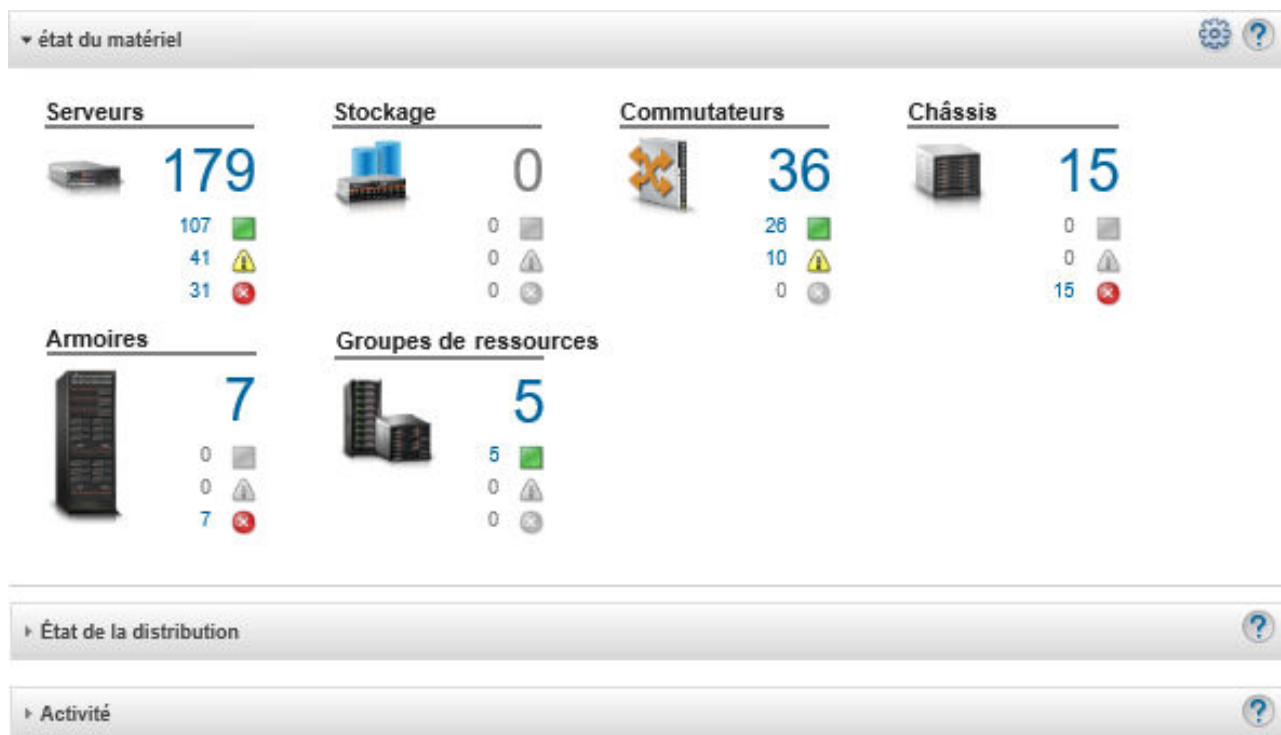 état du matériel
Serveurs
179
107
41
31
Stockage
0
0
0
0
Commutateurs
36
26
10
0
Châssis
15
0
0
15
Armoires
7
0
0
7
Groupes de ressources
5
5
0
0
État de la distribution
Activité